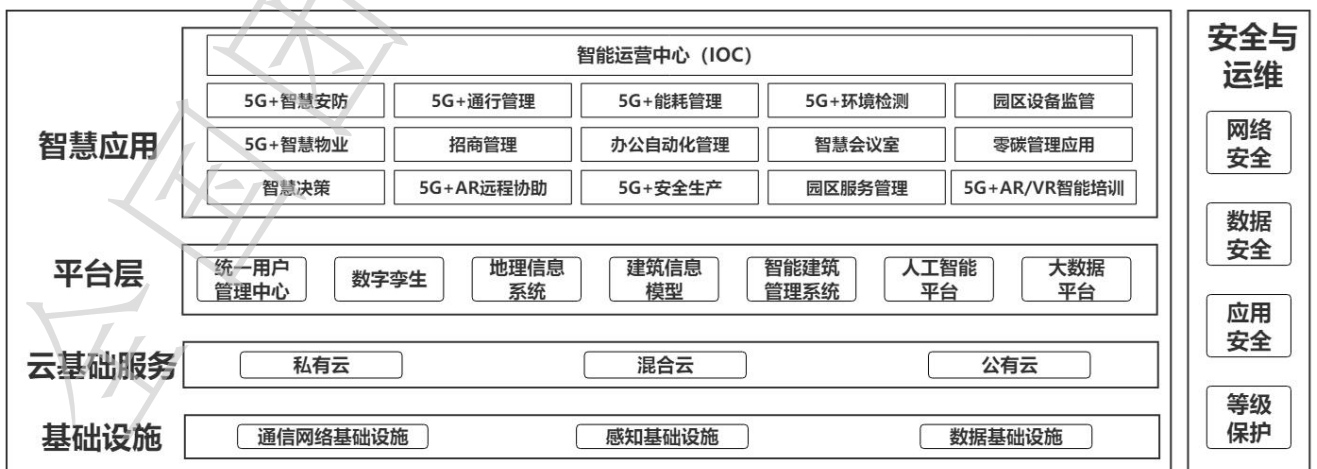 智能运营中心（IOC）
5G+智慧安防
5G+通行管理
5G+能耗管理
5G+环境检测
园区设备监管
智慧应用
5G+智慧物业
招商管理
办公自动化管理
智慧会议室
零碳管理应用
智慧决策
5G+AR远程协助
5G+安全生产
园区服务管理
5G+AR/VR智能培训
平台层
统一用户
管理中心
数字孪生
地理信息
系统
建筑信息
模型
智能建筑
管理系统
人工智能
平台
大数据
平台
云基础服务
私有云
混合云
公有云
基础设施
通信网络基础设施
感知基础设施
数据基础设施
安全与
运维
网络
安全
数据
安全
应用
安全
等级
保护